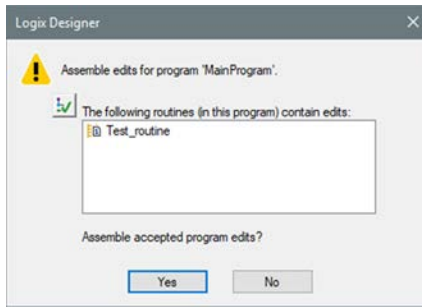 Logix Designer
Assemble edits for program 'MainProgram'.
The following routines (in this program) contain edits:
Test_routine
Assemble accepted program edits?
Yes
No